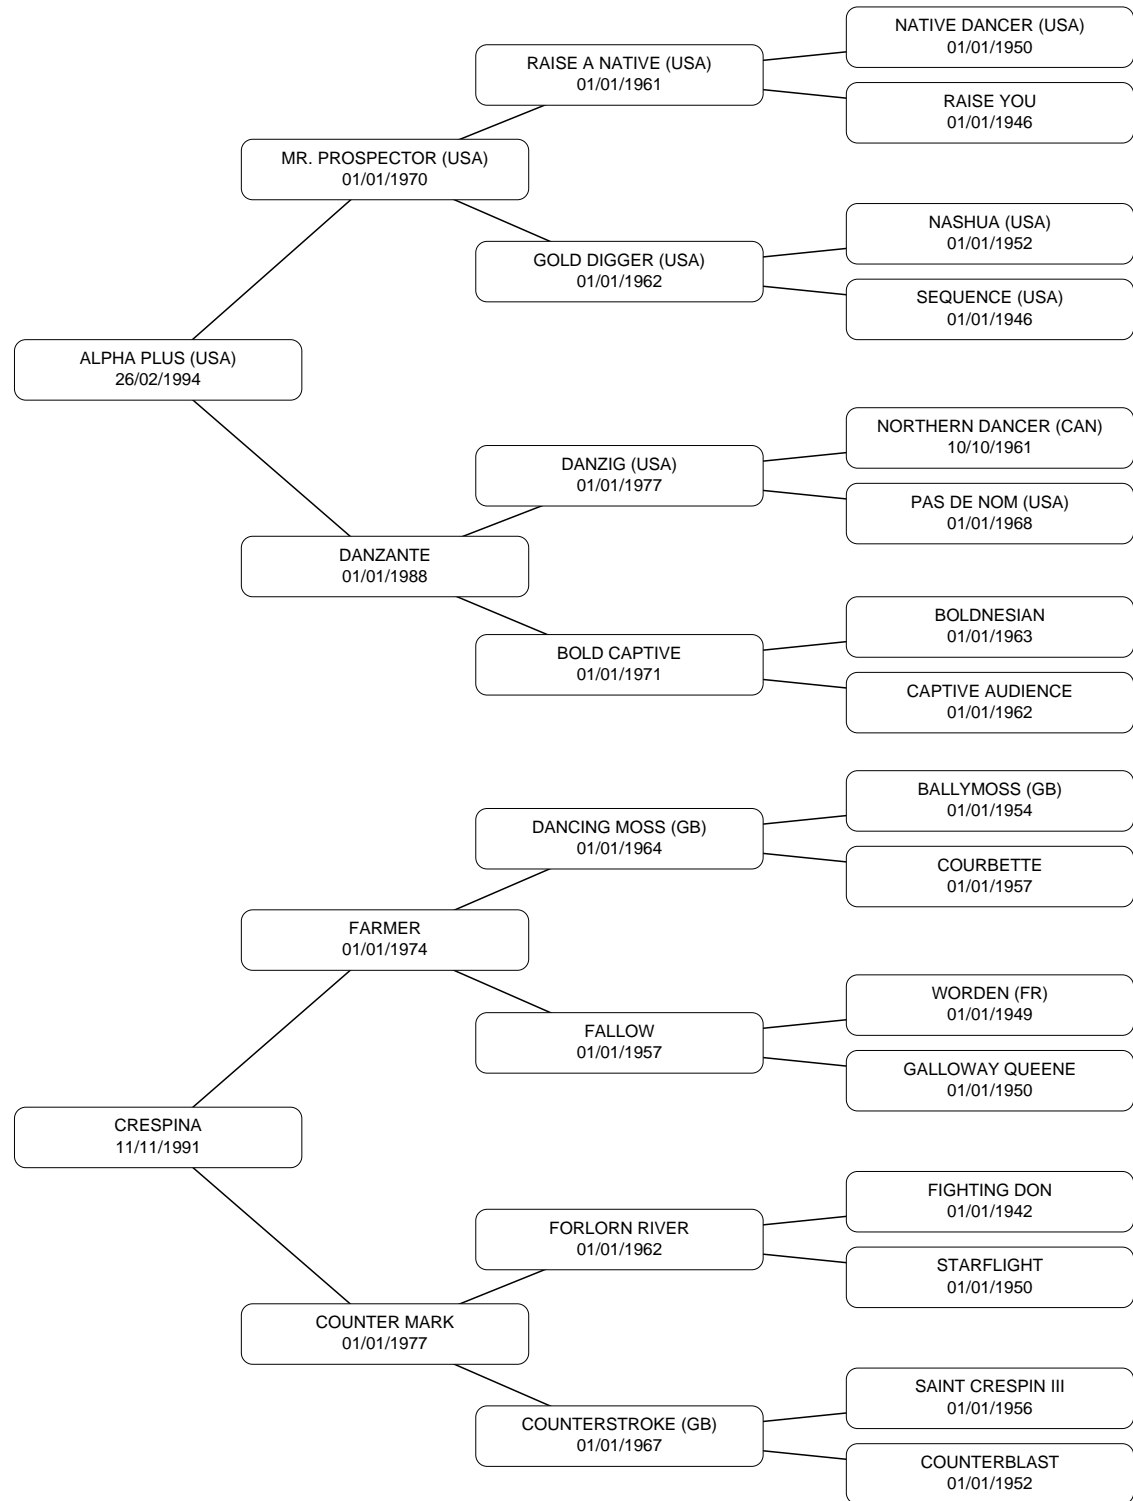 NATIVE DANCER (USA)
01/01/1950
RAISE A NATIVE (USA)
01/01/1961
RAISE YOU
01/01/1946
MR. PROSPECTOR (USA)
01/01/1970
NASHUA (USA)
01/01/1952
GOLD DIGGER (USA)
01/01/1962
SEQUENCE (USA)
01/01/1946
ALPHA PLUS (USA)
26/02/1994
NORTHERN DANCER (CAN)
10/10/1961
DANZIG (USA)
01/01/1977
PAS DE NOM (USA)
01/01/1968
DANZANTE
01/01/1988
BOLDNESIAN
01/01/1963
BOLD CAPTIVE
01/01/1971
CAPTIVE AUDIENCE
01/01/1962
BALLYMOSS (GB)
01/01/1954
DANCING MOSS (GB)
01/01/1964
COURBETTE
01/01/1957
FARMER
01/01/1974
WORDEN (FR)
01/01/1949
FALLOW
01/01/1957
GALLOWAY QUEENE
01/01/1950
CRESPINA
11/11/1991
FIGHTING DON
01/01/1942
FORLORN RIVER
01/01/1962
STARFLIGHT
01/01/1950
COUNTER MARK
01/01/1977
SAINT CRESPIN III
01/01/1956
COUNTERSTROKE (GB)
01/01/1967
COUNTERBLAST
01/01/1952